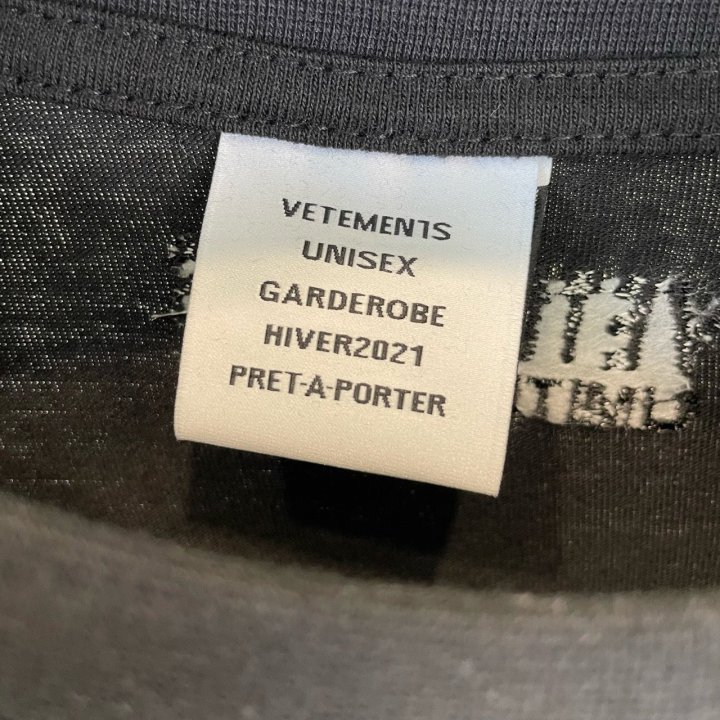 VETEMENTS
UNISEX
GARDEROBE
HIVER2021
PRET-A-PORTER